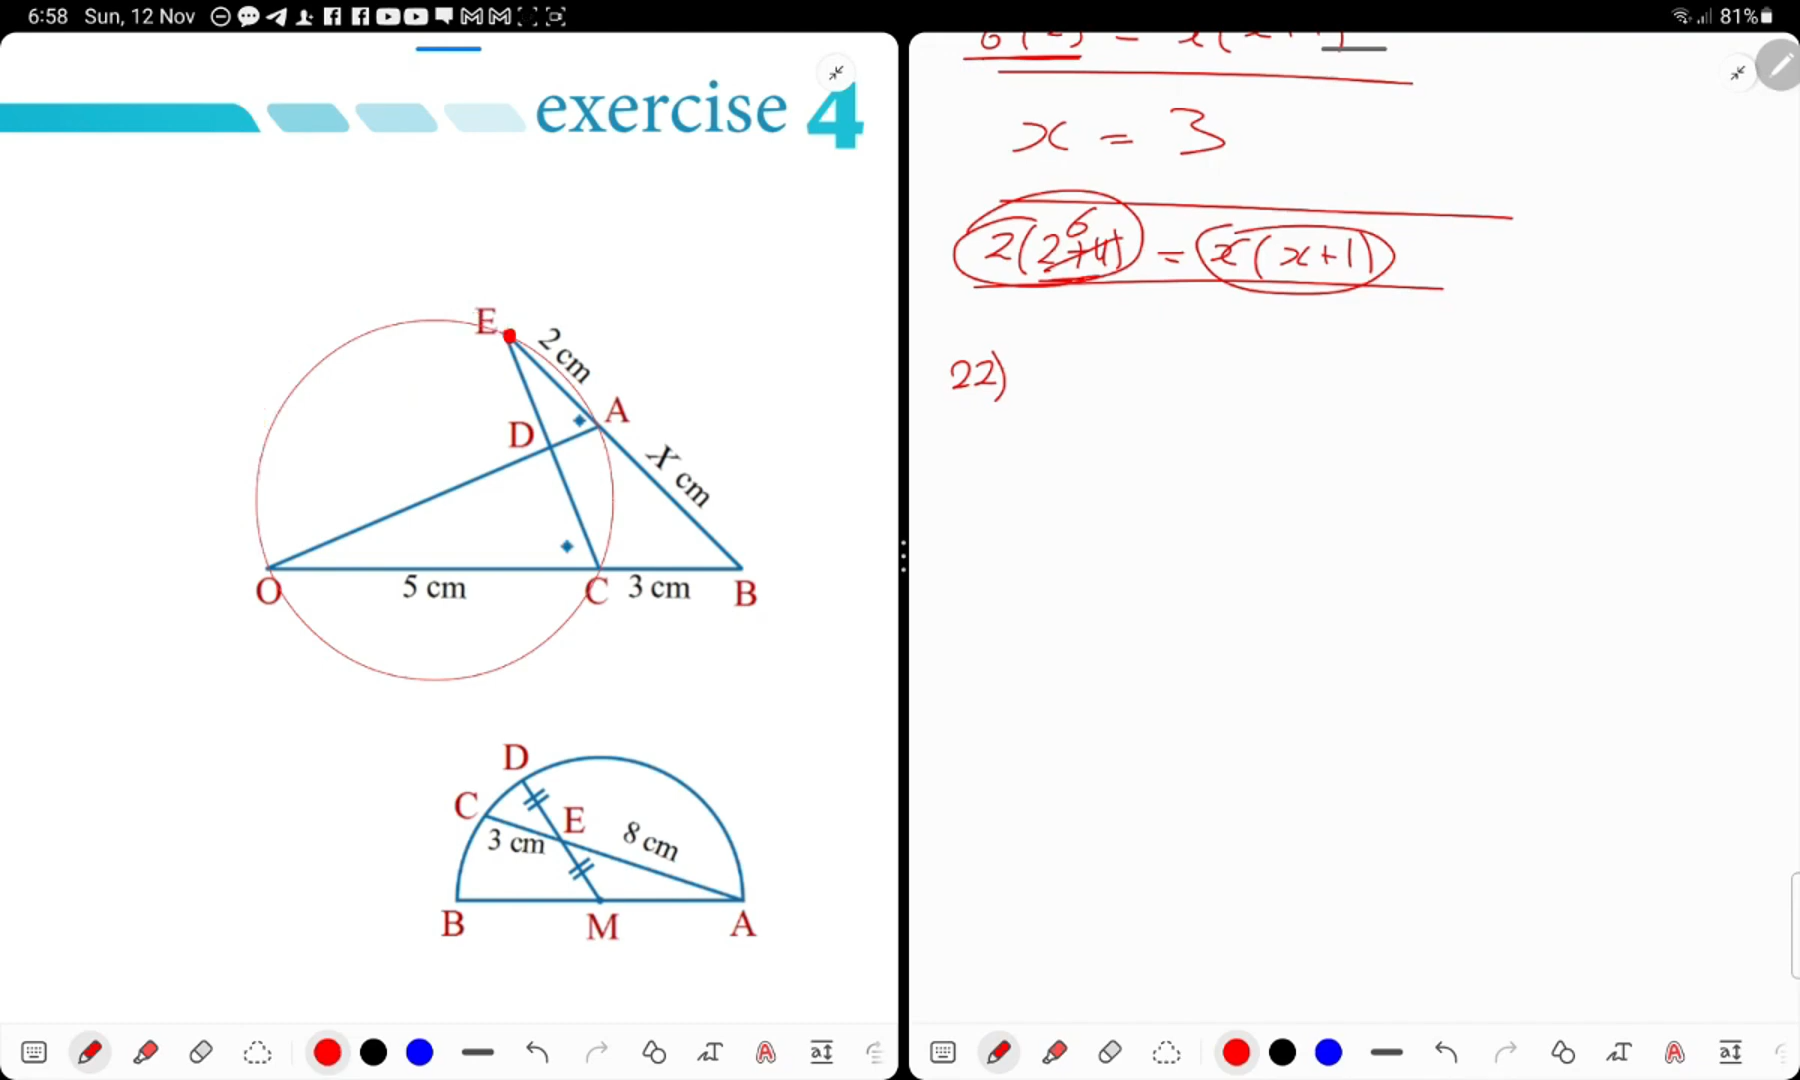 6:58 Sun, 12 Nov
81%
exercise 4
E
2 cm
A
D
X cm
O
5 cm
C
3 cm
B
D
C
E
3 cm
8 cm
B
M
A
x = 3
2(2+4) = x(x+1)
6
22)